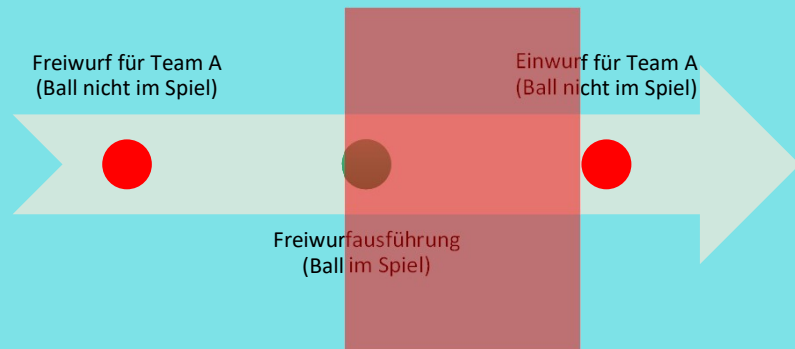 Freiwurf für Team A
(Ball nicht im Spiel)
Einwurf für Team A
(Ball nicht im Spiel)
Freiwurfausführung
(Ball im Spiel)